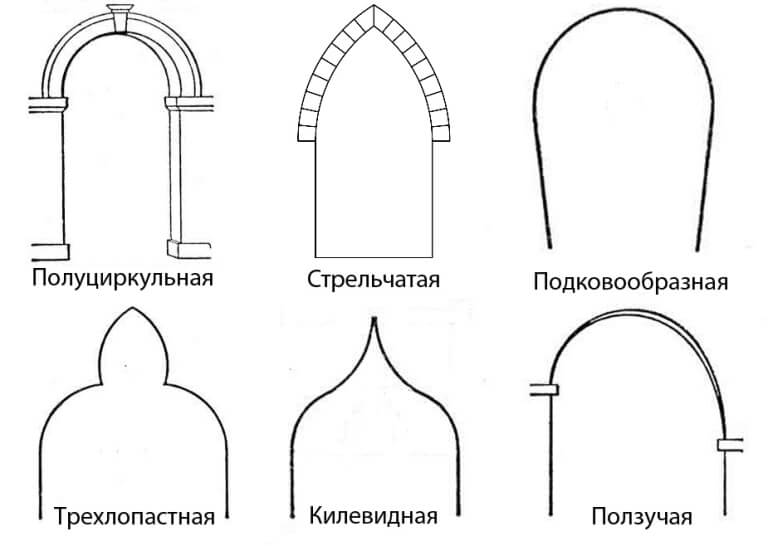 Полуциркульная
Стрельчатая
Подковообразная
Трехлопастная
Килевидная
Ползучая